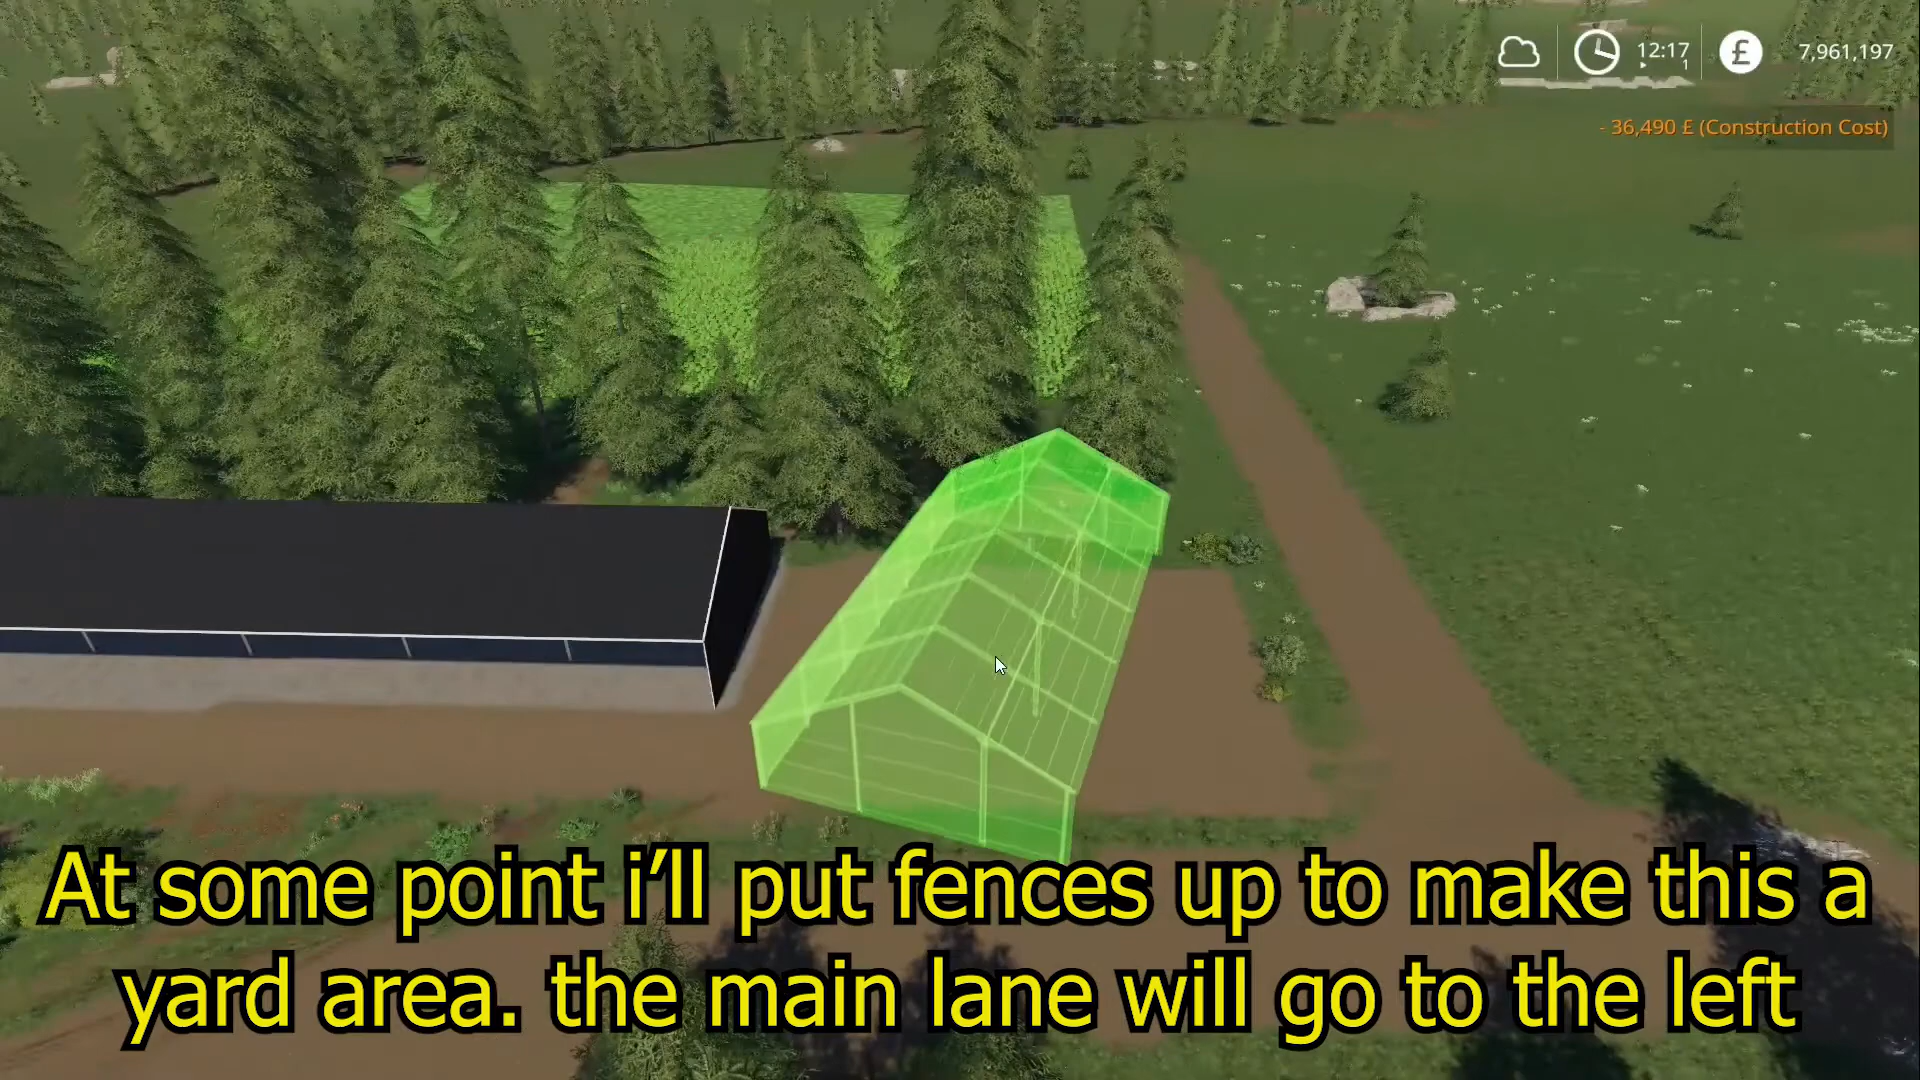 12:17
1
£
7,961,197
- 36,490 £ (Construction Cost)
At some point i’ll put fences up to make this a
yard area. the main lane will go to the left